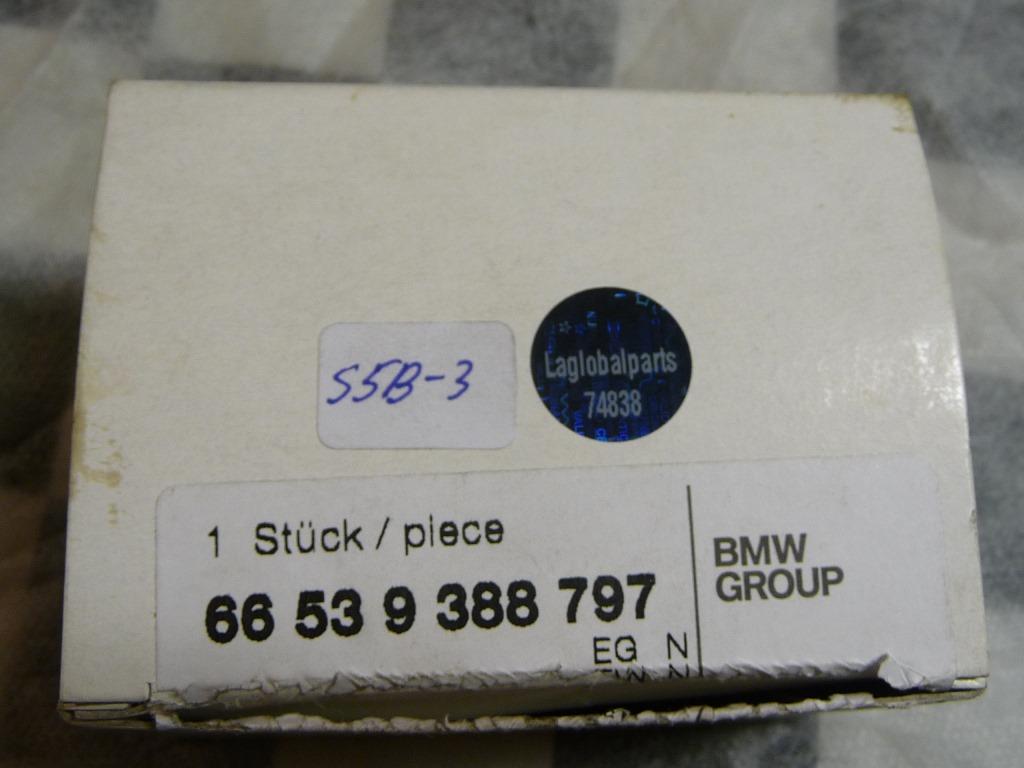 S5B-3
Laglobalparts
74838
1 Stück / piece
66 53 9 388 797
EG N
BMW
GROUP